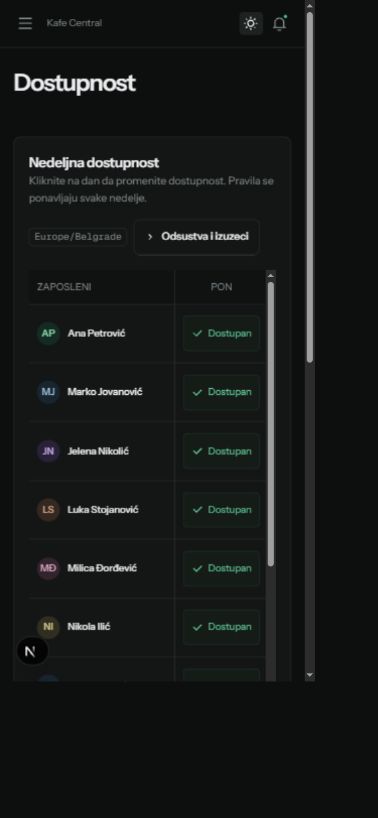 Kafe Central
Dostupnost
Nedeljna dostupnost
Kliknite na dan da promenite dostupnost. Pravila se
ponavljaju svake nedelje.
Europe/Belgrade
Odsustva i izuzeci
ZAPOSLENI PON
AP Ana Petrović Dostupan
MJ Marko Jovanović Dostupan
JN Jelena Nikolić Dostupan
LS Luka Stojanović Dostupan
MĐ Milica Đorđević Dostupan
NI Nikola Ilić Dostupan
N